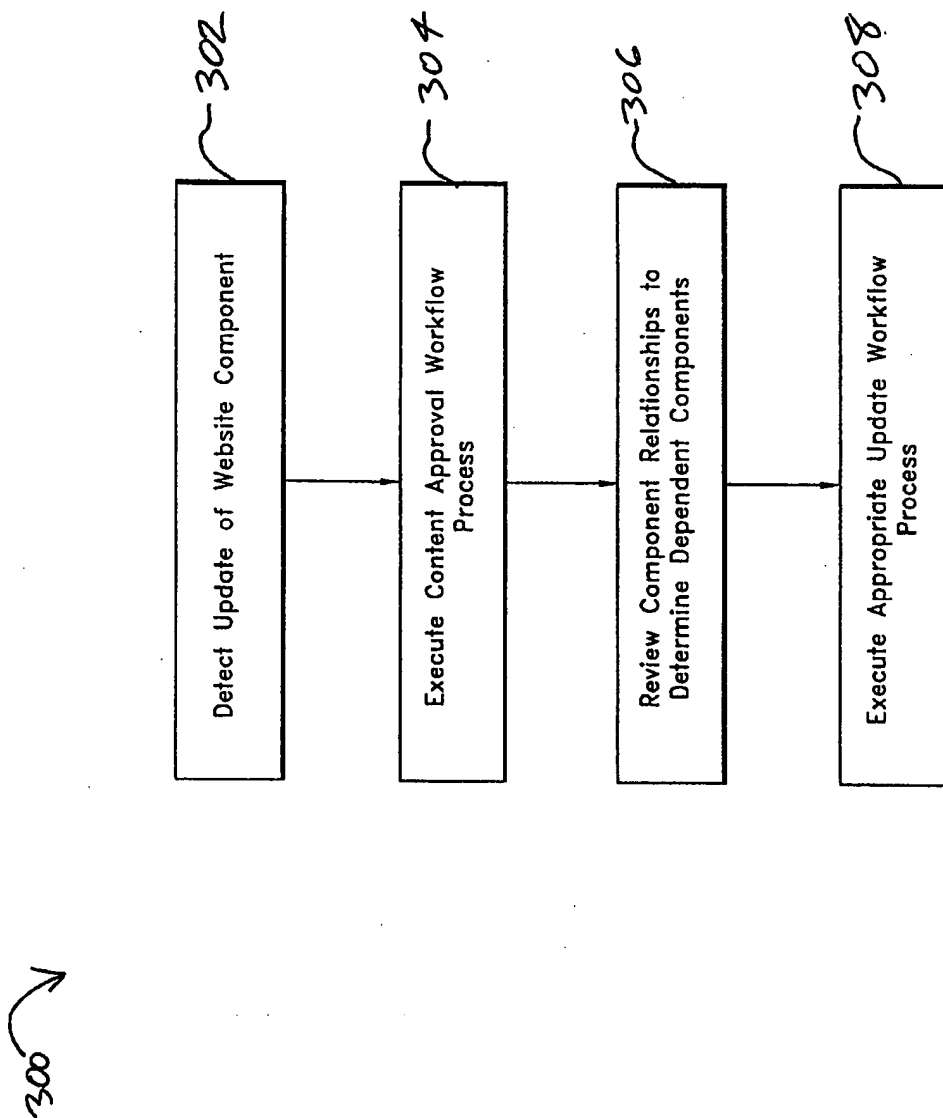 300
302
Detect Update of Website Component
304
Execute Content Approval Workflow
Process
306
Review Component Relationships to
Determine Dependent Components
308
Execute Appropriate Update Workflow
Process